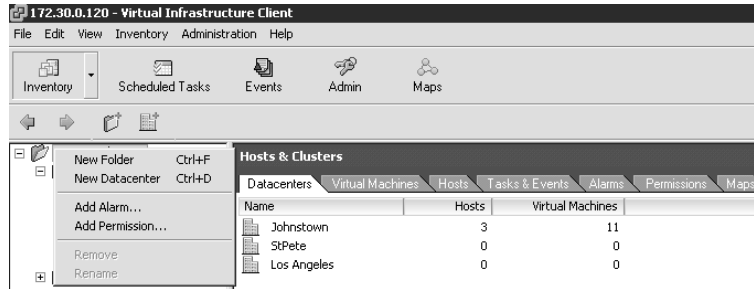 172.30.0.120 - Virtual Infrastructure Client
File Edit View Inventory Administration Help
Inventory Scheduled Tasks Events Admin Maps
New Folder Ctrl+F
New Datacenter Ctrl+D
Add Alarm...
Add Permission...
Remove
Rename
Hosts & Clusters
Datacenters Virtual Machines Hosts Tasks & Events Alarms Permissions Maps
Name Hosts Virtual Machines
Johnstown 3 11
StPete 0 0
Los Angeles 0 0